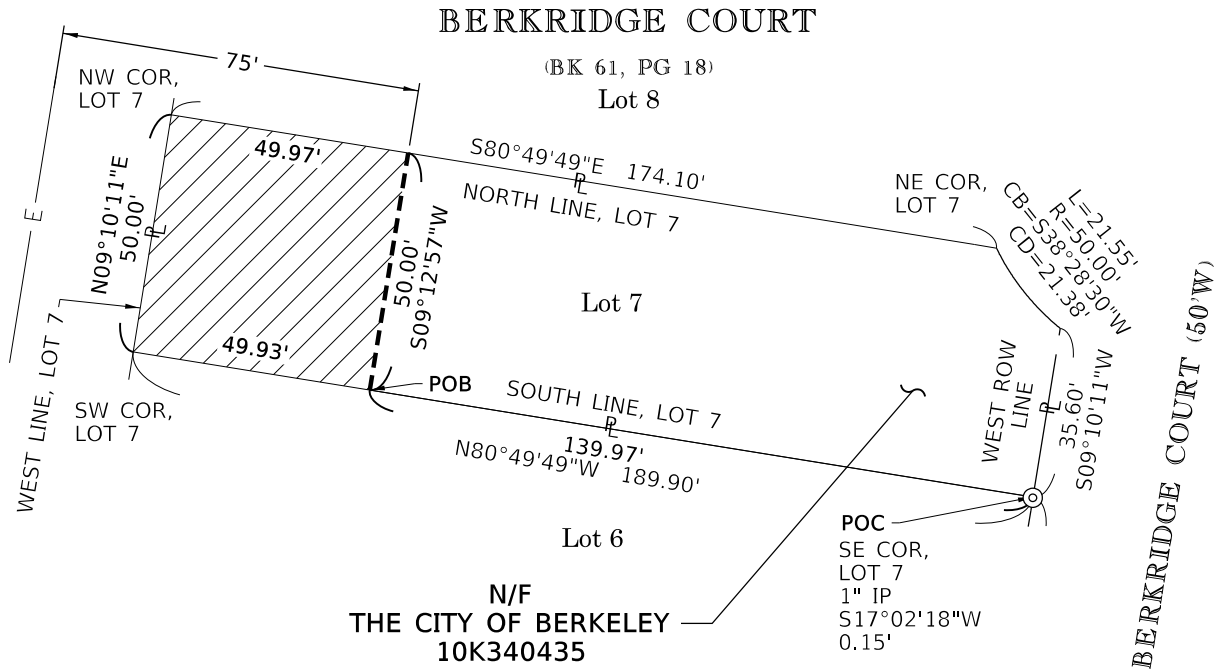 BERKRIDGE COURT
(BK 61, PG 18)
Lot 8
75'
NW COR,
LOT 7
49.97'
S80°49'49"E 174.10'
PL
NORTH LINE, LOT 7
NE COR,
LOT 7
L=21.55'
R=50.00'
CB=S38°28'30"W
CD=21.38'
E
N09°10'11"E
50.00'
PL
50.00'
S09°12'57"W
Lot 7
WEST LINE, LOT 7
49.93'
POB
SOUTH LINE, LOT 7
PL
139.97'
N80°49'49"W 189.90'
SW COR,
LOT 7
WEST ROW
LINE
PL
35.60'
S09°10'11"W
BERKRIDGE COURT (50'W)
Lot 6
POC
SE COR,
LOT 7
1" IP
S17°02'18"W
0.15'
N/F
THE CITY OF BERKELEY
10K340435